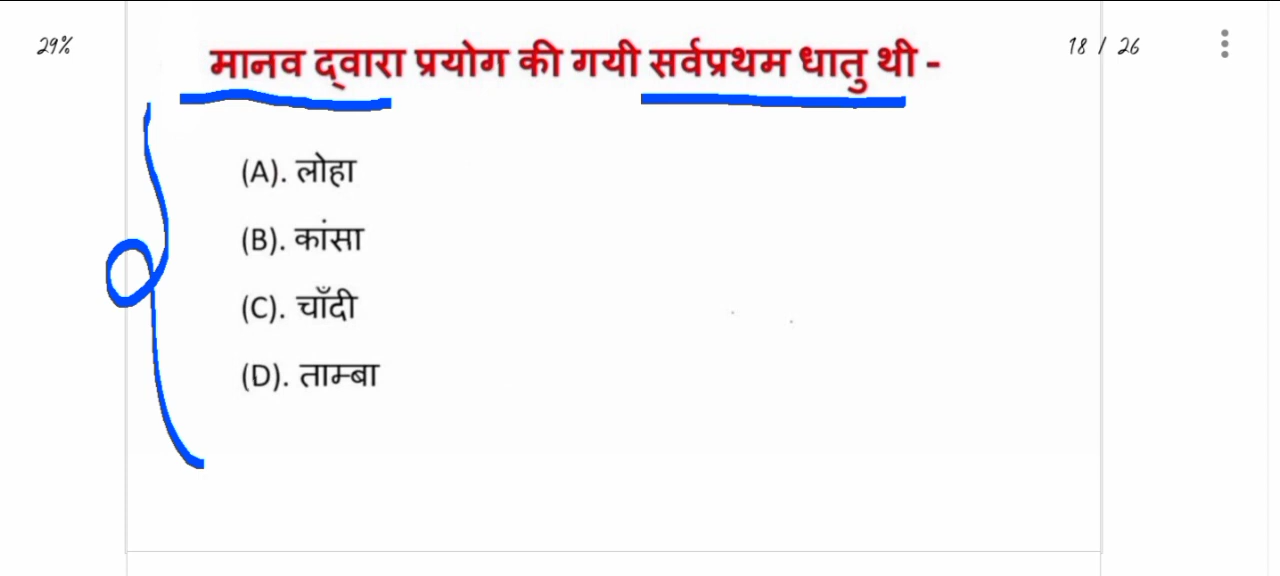 29%
18 / 26
मानव द्वारा प्रयोग की गयी सर्वप्रथम धातु थी -
(A). लोहा
(B). कांसा
(C). चाँदी
(D). ताम्बा